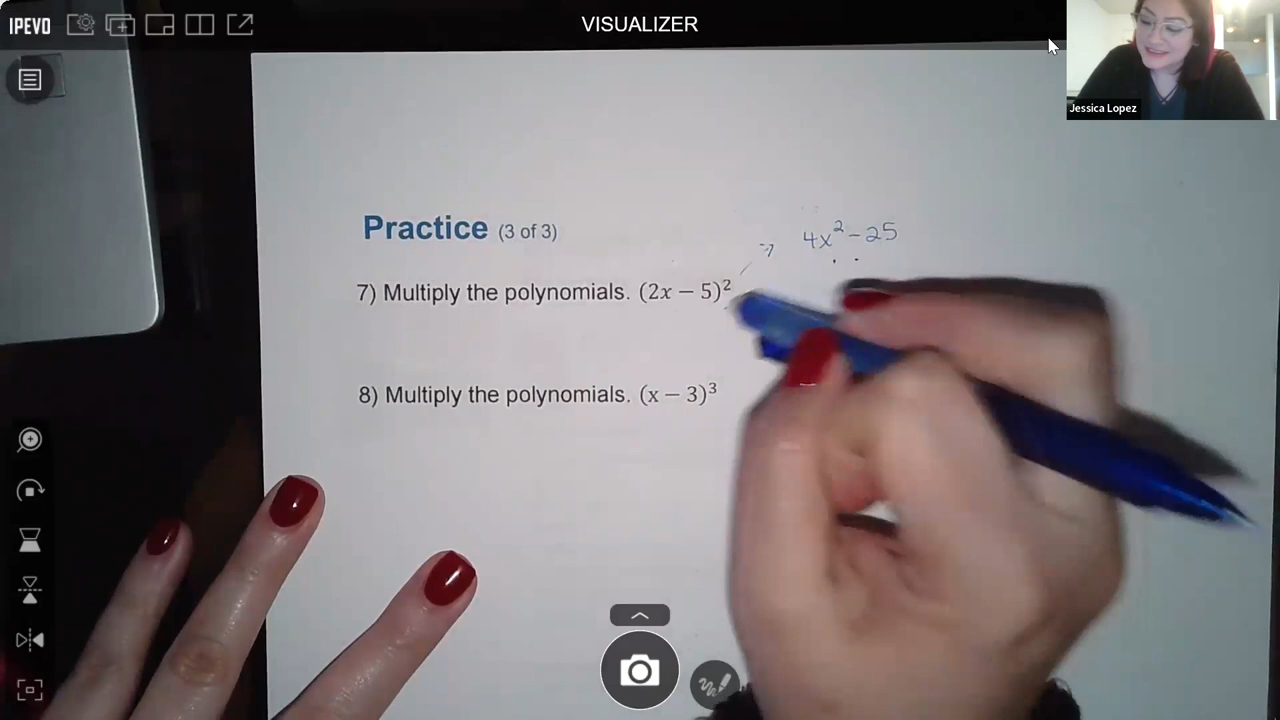 IPEVO
VISUALIZER
Jessica Lopez
Practice (3 of 3)
4x² − 25
7) Multiply the polynomials. (2x − 5)²
8) Multiply the polynomials. (x − 3)³